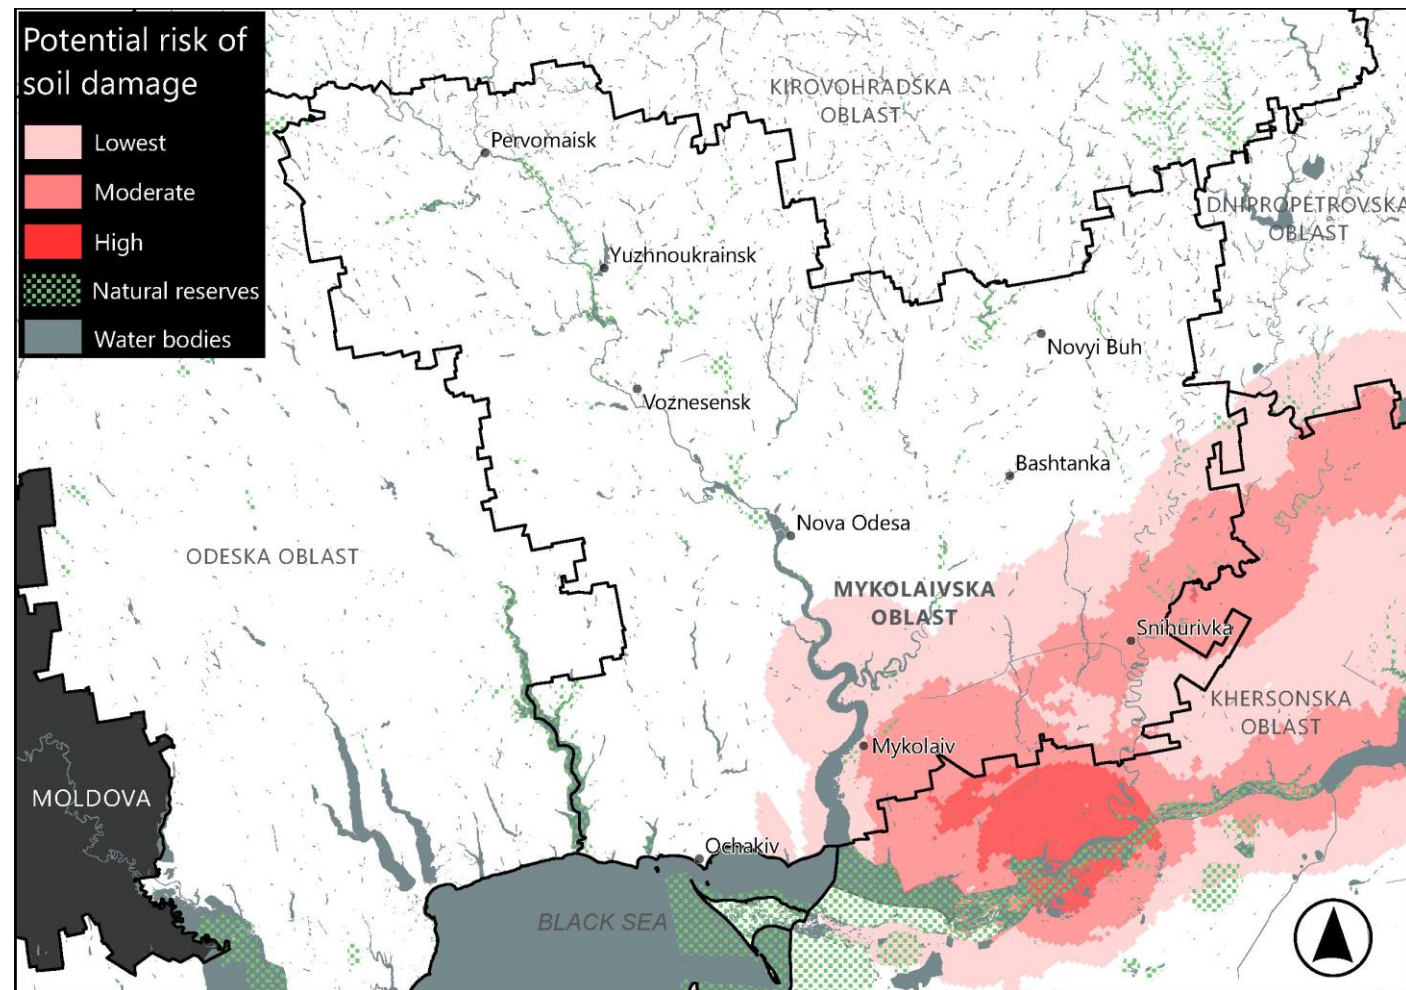 Potential risk of
soil damage
Lowest
Moderate
High
Natural reserves
Water bodies
KIROVOHRADSKA
OBLAST
Pervomaisk
DNIPROPETROVSKA
OBLAST
Yuzhnoukrainsk
Novyi Buh
Voznesensk
Bashtanka
Nova Odesa
ODESKA OBLAST
MYKOLAIVSKA
OBLAST
Snihurivka
KHERSONSKA
OBLAST
Mykolaiv
MOLDOVA
Ochakiv
BLACK SEA